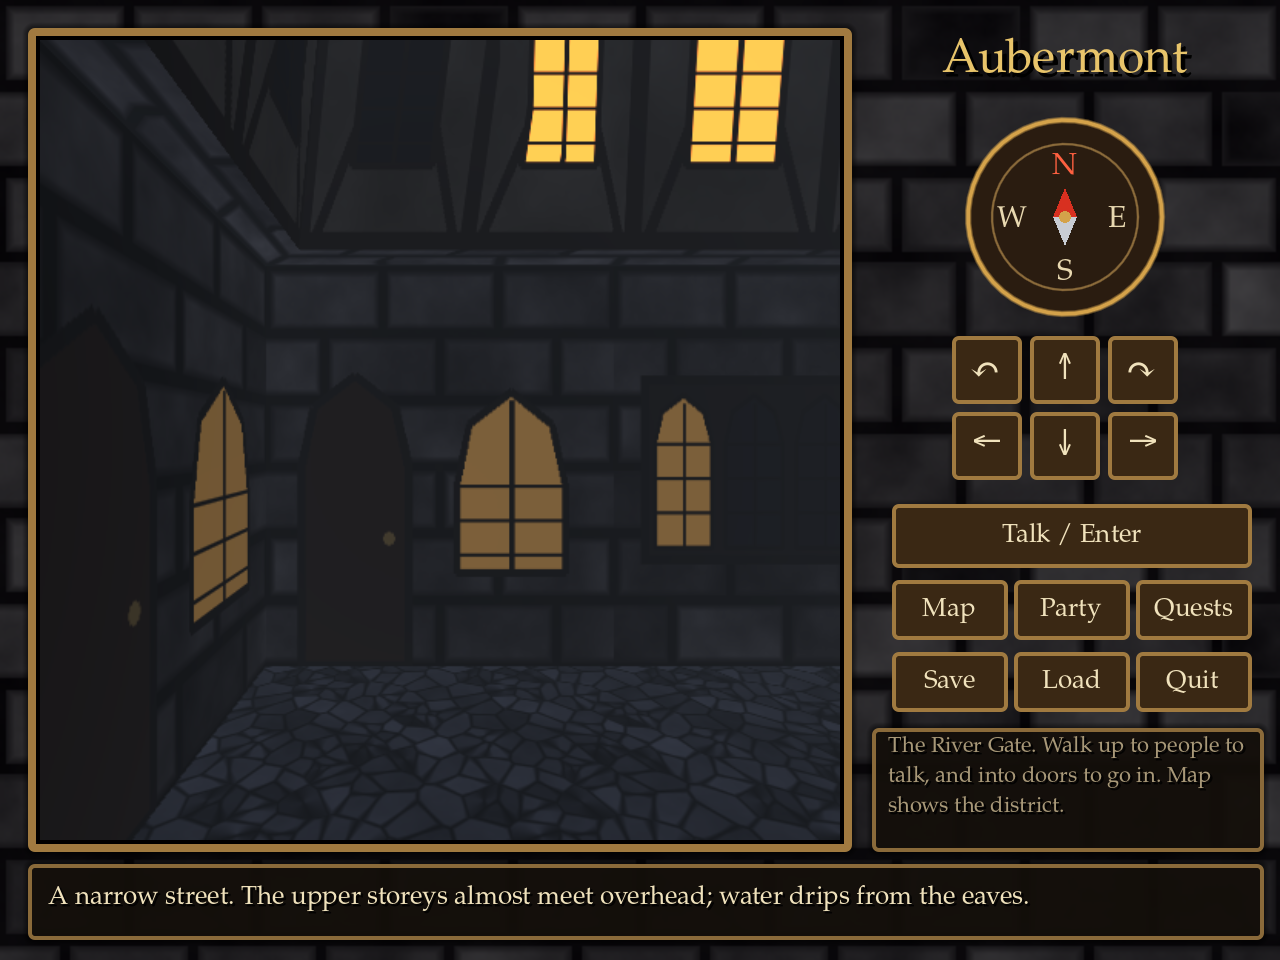 Aubermont
N
W E
S
↶ ↑ ↷
← ↓ →
Talk / Enter
Map Party Quests
Save Load Quit
The River Gate. Walk up to people to
talk, and into doors to go in. Map
shows the district.
A narrow street. The upper storeys almost meet overhead; water drips from the eaves.